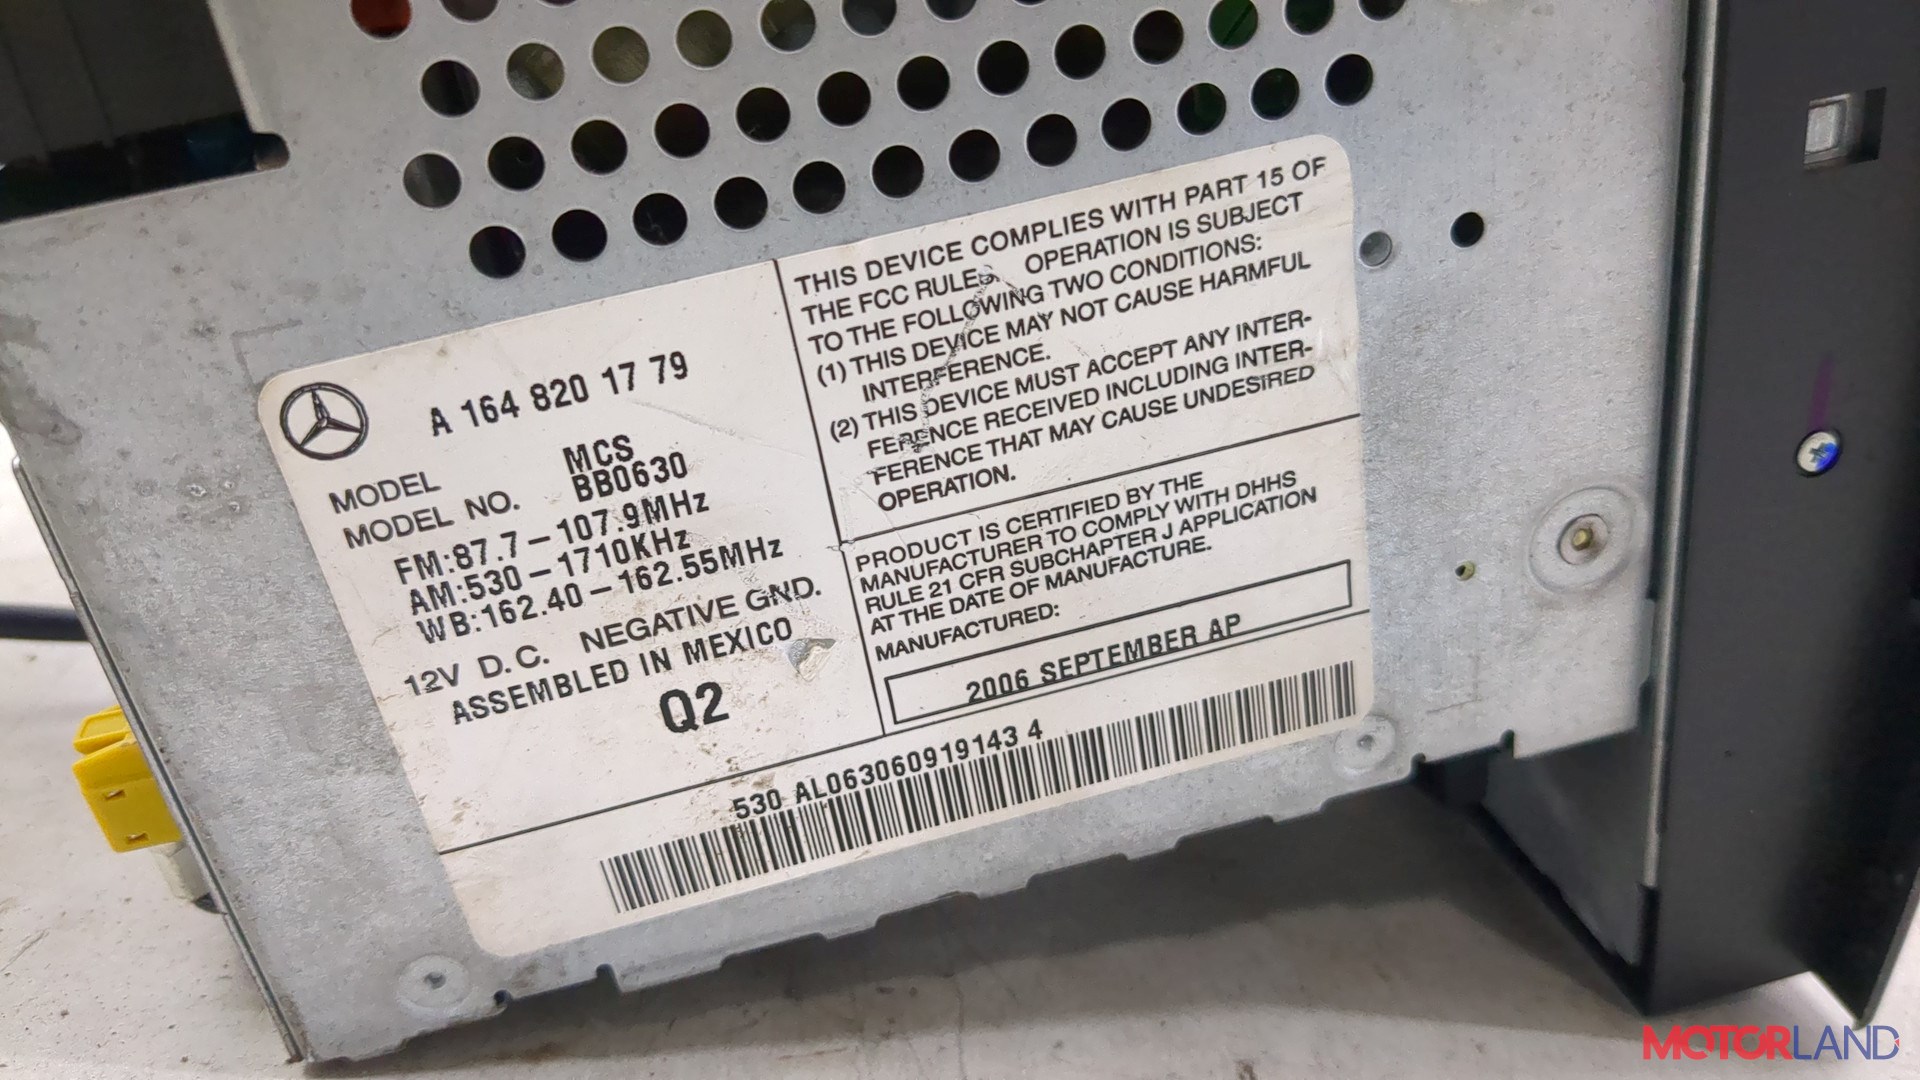 A 164 820 1779
MODEL MCS
MODEL NO. BB0630
FM:87.7-107.9MHz
AM:530-1710KHz
WB:162.40-162.55MHz
12V D.C. NEGATIVE GND.
ASSEMBLED IN MEXICO
Q2
THIS DEVICE COMPLIES WITH PART 15 OF
THE FCC RULES. OPERATION IS SUBJECT
TO THE FOLLOWING TWO CONDITIONS:
(1) THIS DEVICE MAY NOT CAUSE HARMFUL
INTERFERENCE.
(2) THIS DEVICE MUST ACCEPT ANY INTER-
FERENCE RECEIVED INCLUDING INTER-
FERENCE THAT MAY CAUSE UNDESIRED
OPERATION.
PRODUCT IS CERTIFIED BY THE
MANUFACTURER TO COMPLY WITH DHHS
RULE 21 CFR SUBCHAPTER J APPLICATION
AT THE DATE OF MANUFACTURE.
MANUFACTURED:
2006 SEPTEMBER AP
530 AL063060919143 4
MOTORLAND